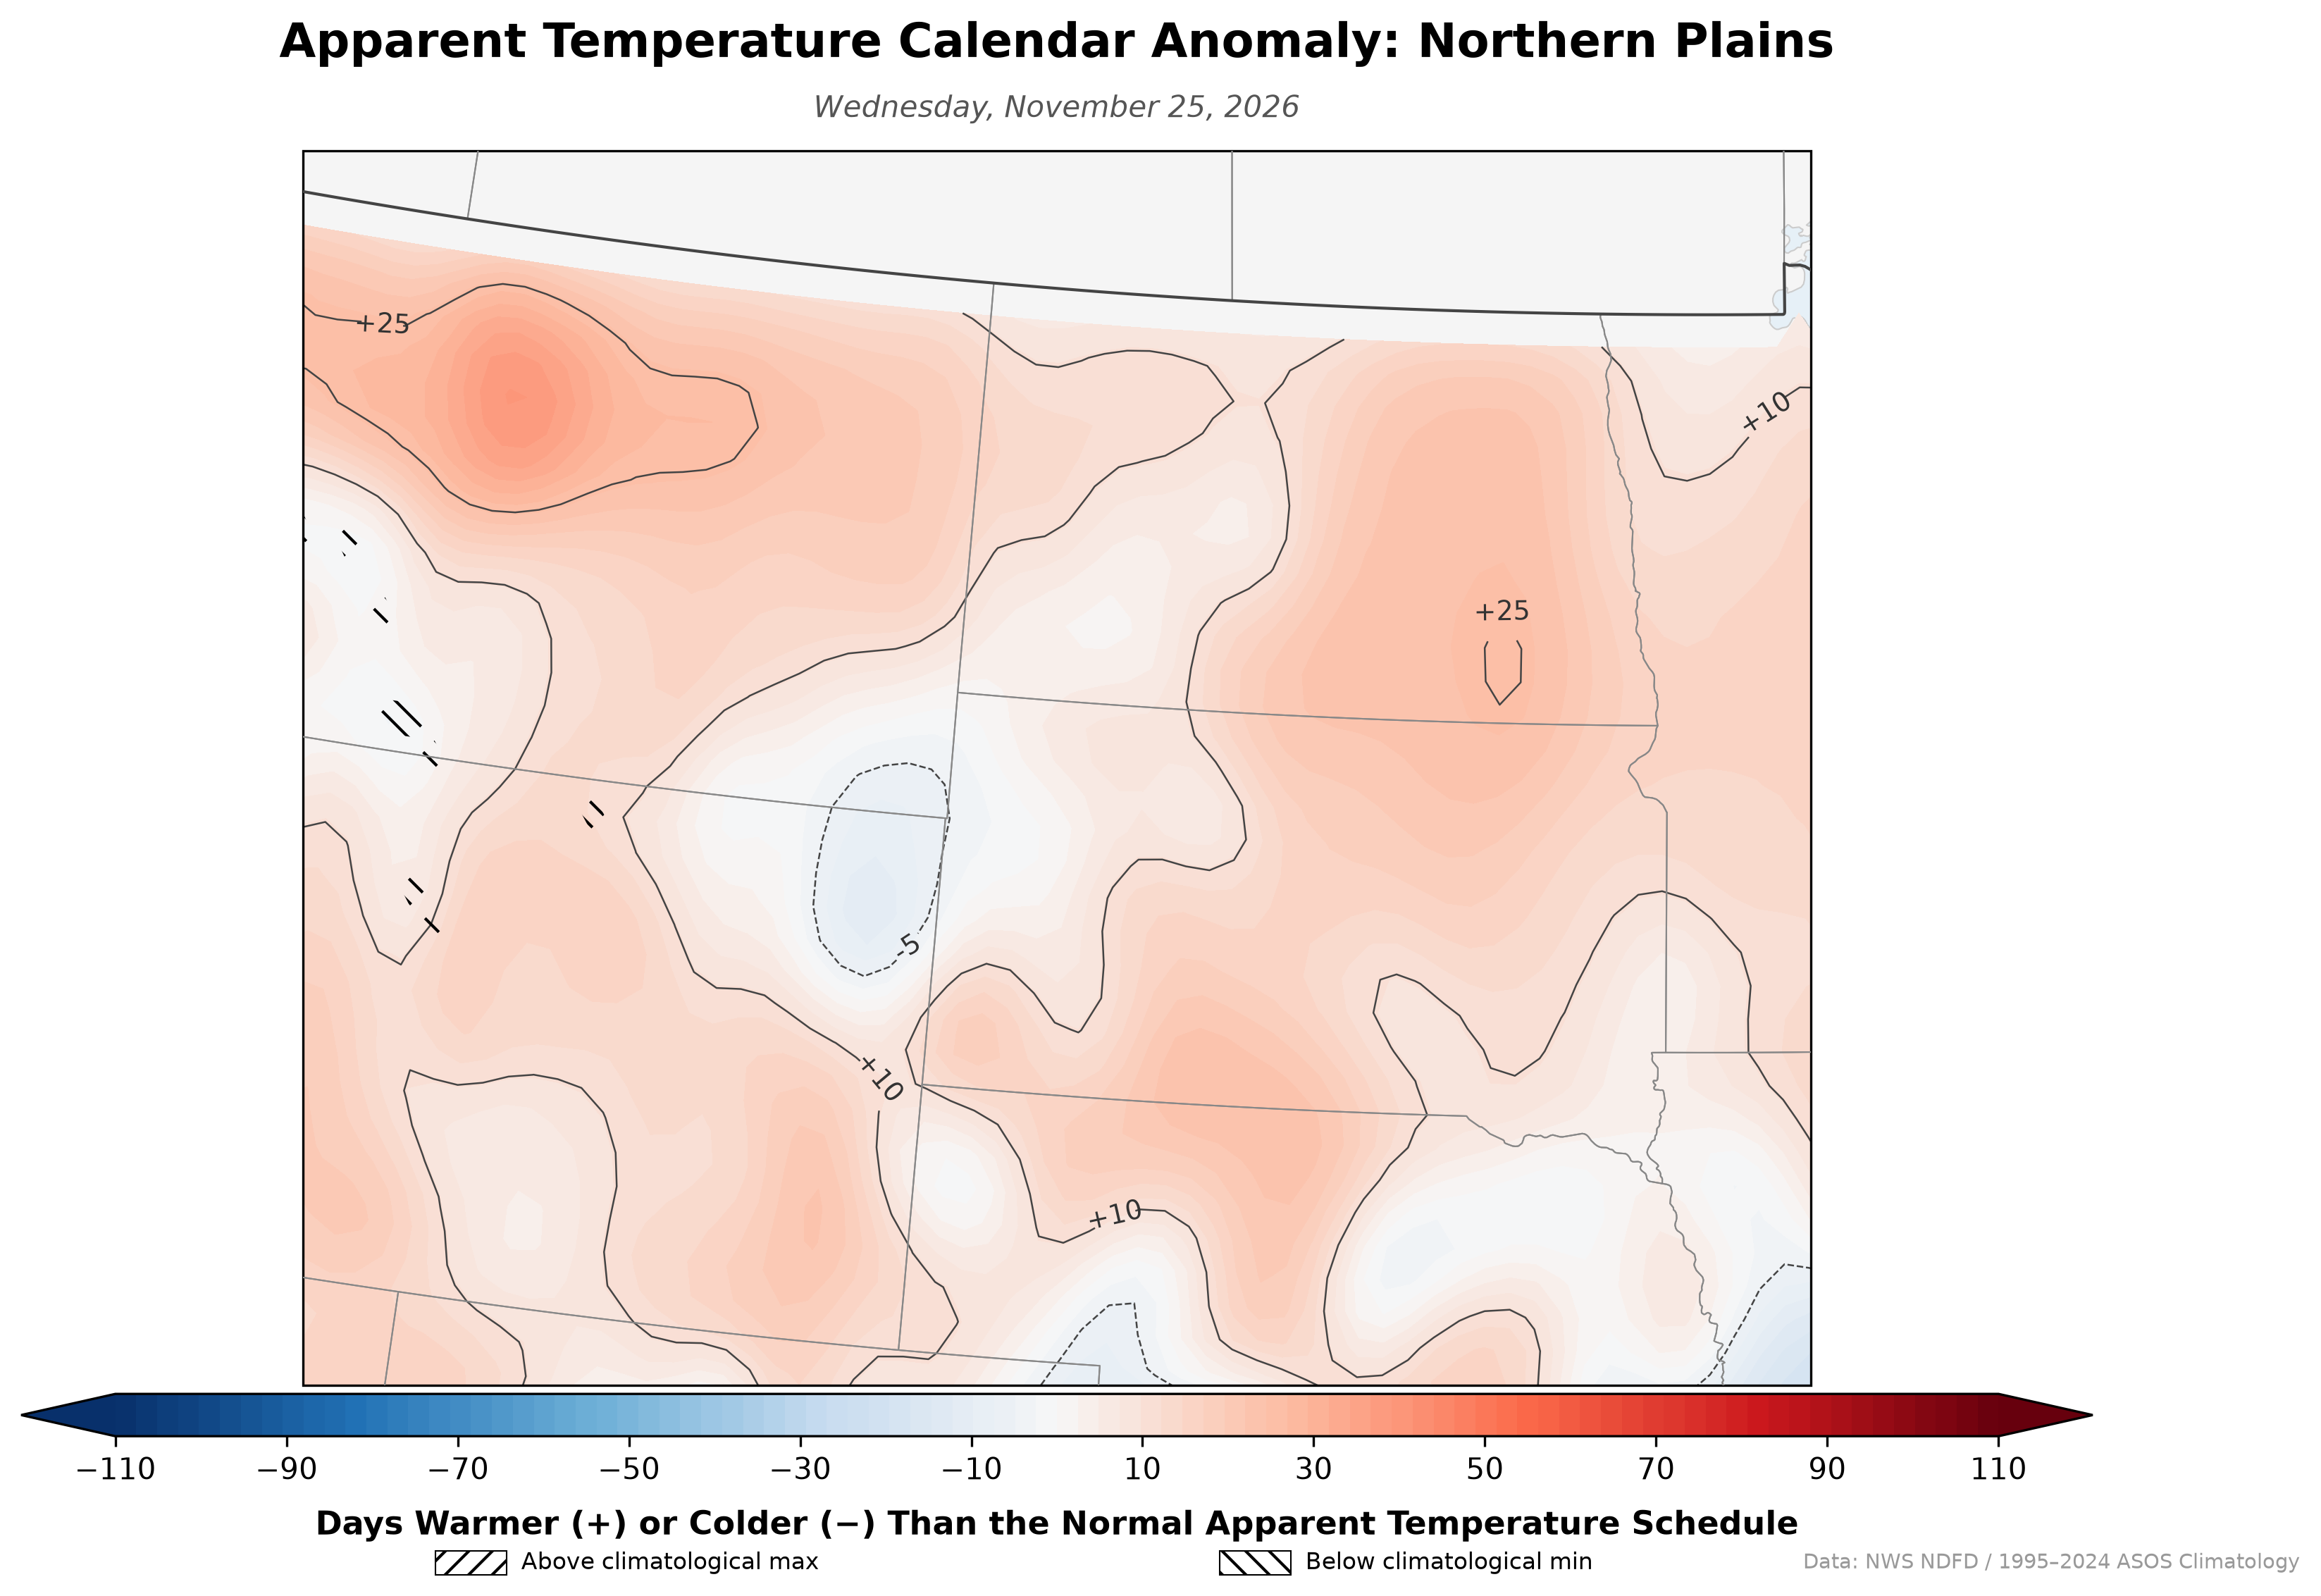 Apparent Temperature Calendar Anomaly: Northern Plains
Wednesday, November 25, 2026
+25
+10
+25
-5
+10
+10
−110 −90 −70 −50 −30 −10 10 30 50 70 90 110
Days Warmer (+) or Colder (−) Than the Normal Apparent Temperature Schedule
Above climatological max
Below climatological min
Data: NWS NDFD / 1995–2024 ASOS Climatology